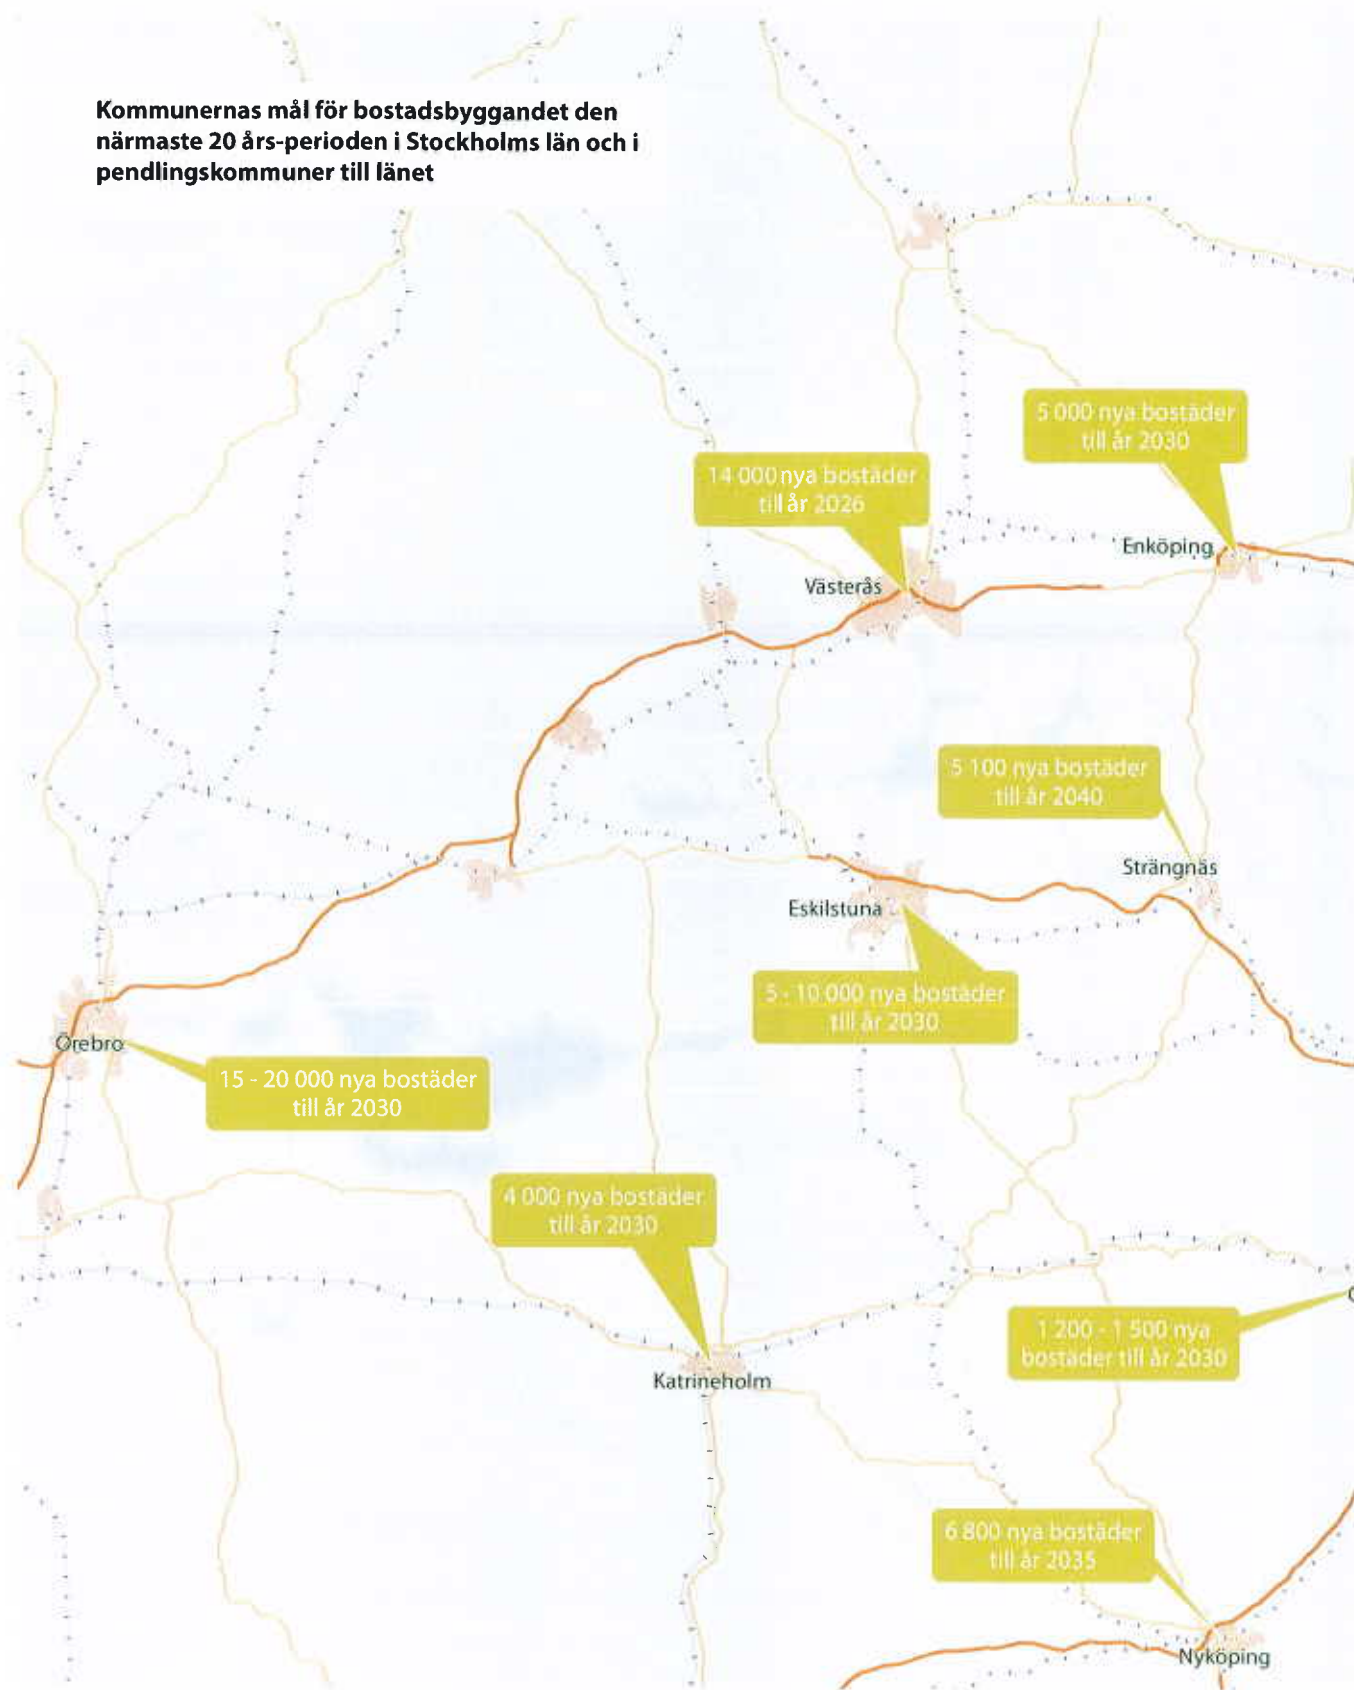 Kommunernas mål för bostadsbyggandet den
närmaste 20 års-perioden i Stockholms län och i
pendlingskommuner till länet
5 000 nya bostäder
till år 2030
14 000 nya bostäder
till år 2026
Enköping
Västerås
5 100 nya bostäder
till år 2040
Strängnäs
Eskilstuna
5 - 10 000 nya bostäder
till år 2030
Örebro
15 - 20 000 nya bostäder
till år 2030
4 000 nya bostäder
till år 2030
1 200 - 1 500 nya
bostäder till år 2030
Katrineholm
6 800 nya bostäder
till år 2035
Nyköping